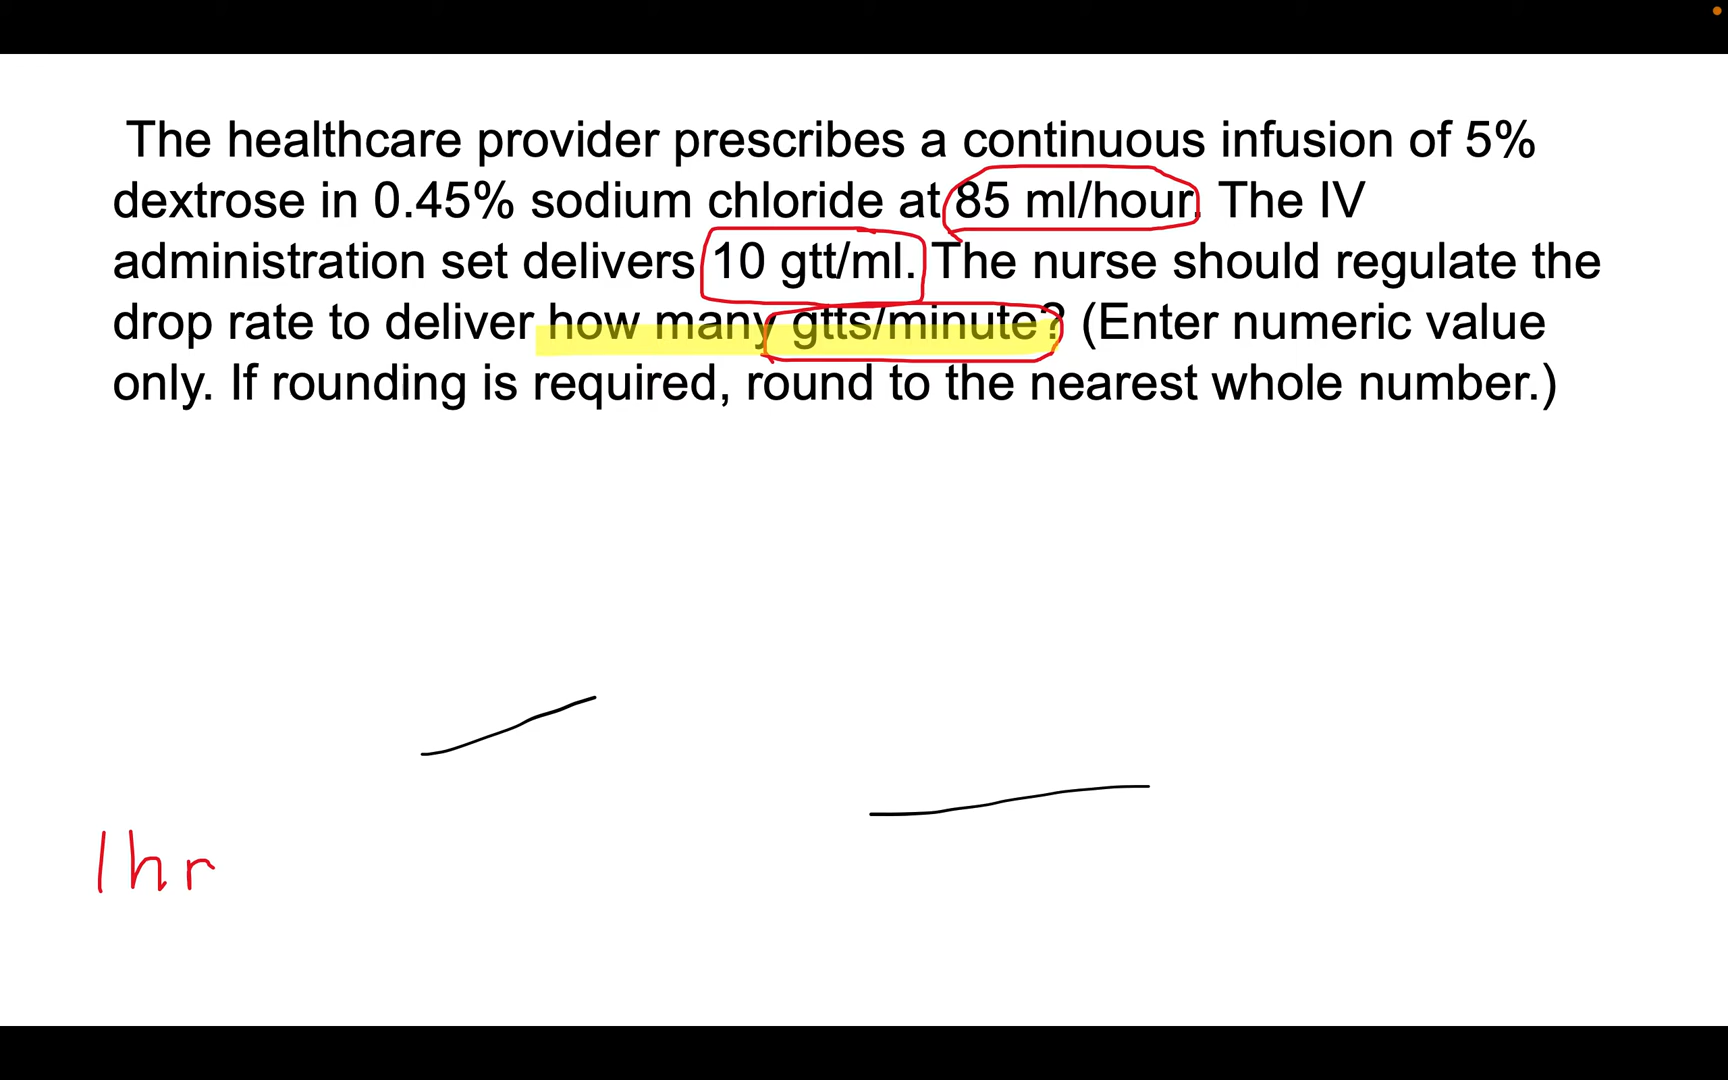 The healthcare provider prescribes a continuous infusion of 5%
dextrose in 0.45% sodium chloride at 85 ml/hour. The IV
administration set delivers 10 gtt/ml. The nurse should regulate the
drop rate to deliver how many gtts/minute? (Enter numeric value
only. If rounding is required, round to the nearest whole number.)
1hr